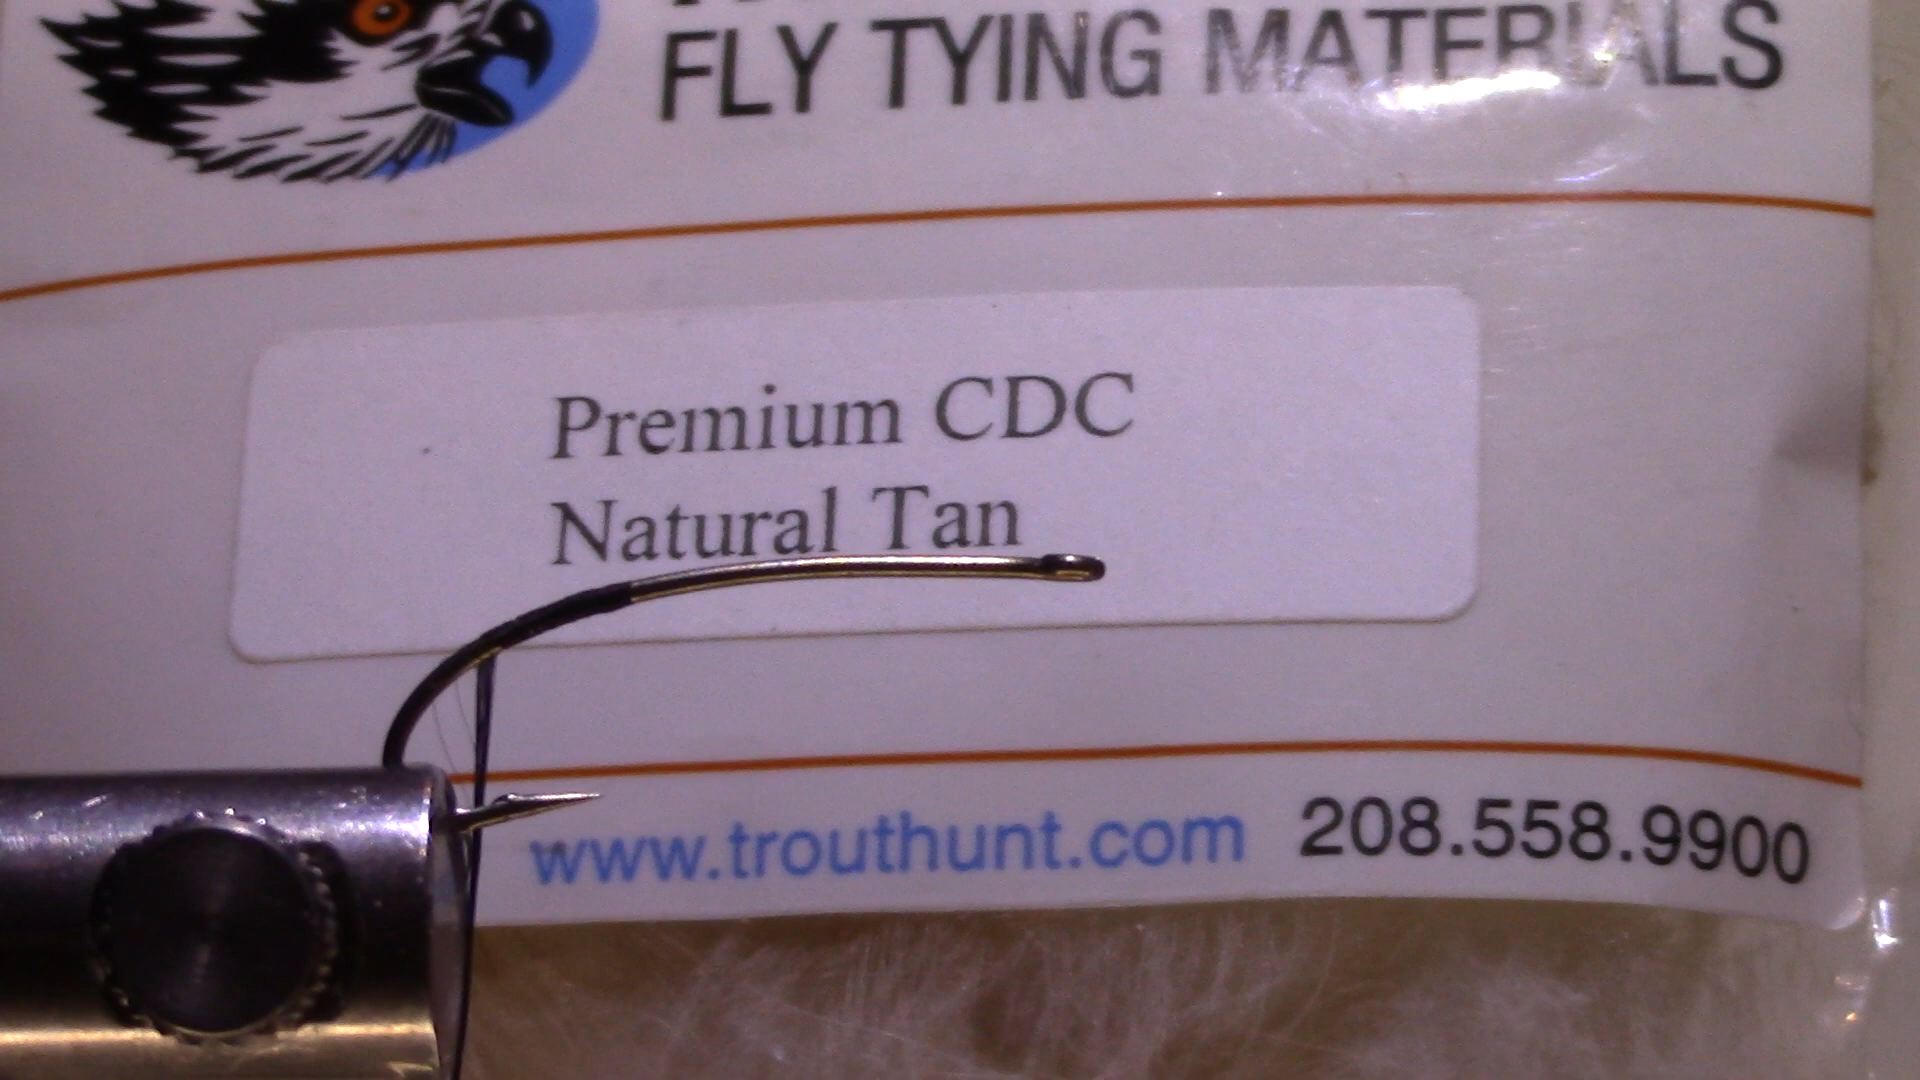 FLY TYING MATERIALS
Premium CDC
Natural Tan
www.trouthunt.com 208.558.9900